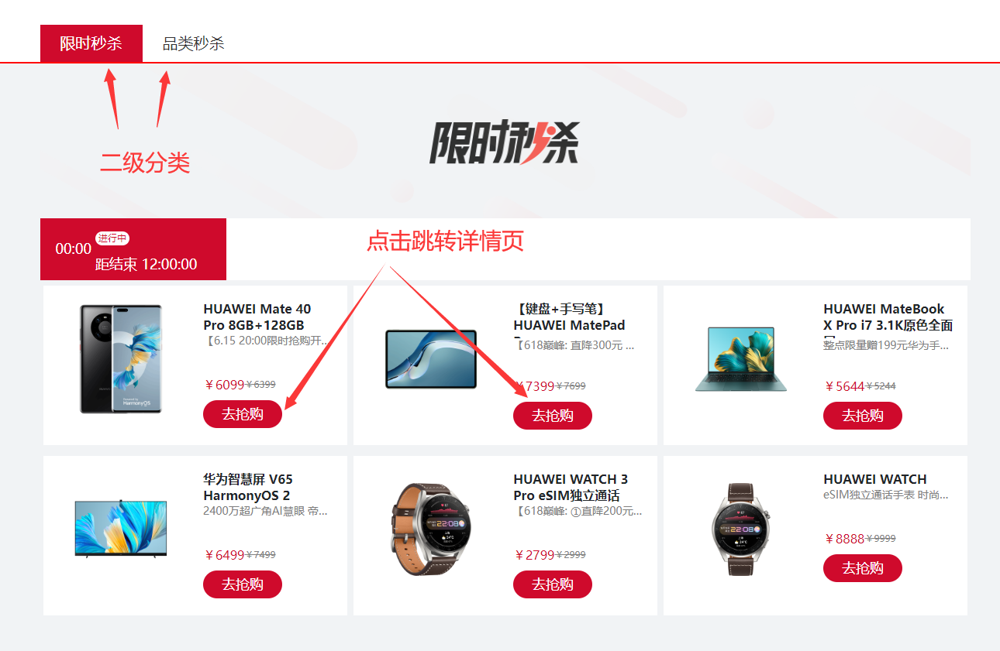 限时秒杀 品类秒杀
二级分类
限时秒杀
00:00 进行中
距结束 12:00:00
点击跳转详情页
HUAWEI Mate 40
Pro 8GB+128GB
【6.15 20:00限时抢购开...
￥6099 ￥6399
去抢购
【键盘+手写笔】
HUAWEI MatePad
【618巅峰: 直降300元 ...
￥7399 ￥7699
去抢购
HUAWEI MateBook
X Pro i7 3.1K原色全面
整点限量赠199元华为手...
￥5644 ￥5244
去抢购
华为智慧屏 V65
HarmonyOS 2
2400万超广角AI慧眼 帝...
￥6499 ￥7499
去抢购
HUAWEI WATCH 3
Pro eSIM独立通话
【618巅峰: ①直降200元...
￥2799 ￥2999
去抢购
HUAWEI WATCH
eSIM独立通话手表 时尚...
￥8888 ￥9999
去抢购